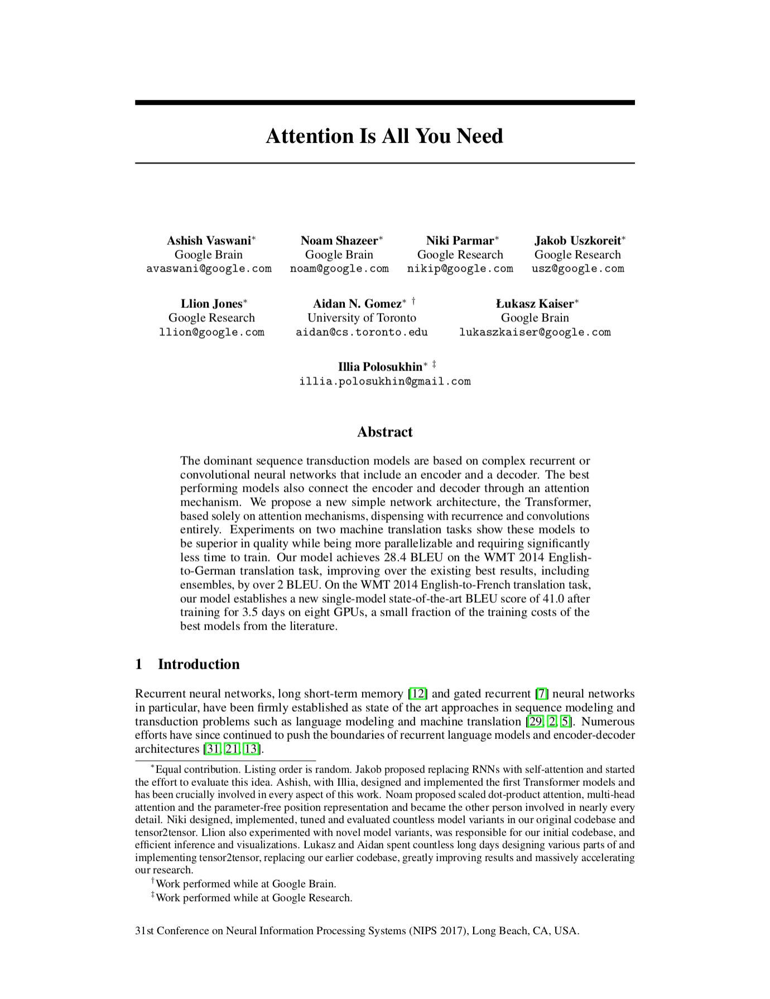 Attention Is All You Need
Ashish Vaswani* Noam Shazeer* Niki Parmar* Jakob Uszkoreit*
Google Brain Google Brain Google Research Google Research
avaswani@google.com noam@google.com nikip@google.com usz@google.com
Llion Jones* Aidan N. Gomez* † Łukasz Kaiser*
Google Research University of Toronto Google Brain
llion@google.com aidan@cs.toronto.edu lukaszkaiser@google.com
Illia Polosukhin* ‡
illia.polosukhin@gmail.com
Abstract
The dominant sequence transduction models are based on complex recurrent or
convolutional neural networks that include an encoder and a decoder. The best
performing models also connect the encoder and decoder through an attention
mechanism. We propose a new simple network architecture, the Transformer,
based solely on attention mechanisms, dispensing with recurrence and convolutions
entirely. Experiments on two machine translation tasks show these models to
be superior in quality while being more parallelizable and requiring significantly
less time to train. Our model achieves 28.4 BLEU on the WMT 2014 English-
to-German translation task, improving over the existing best results, including
ensembles, by over 2 BLEU. On the WMT 2014 English-to-French translation task,
our model establishes a new single-model state-of-the-art BLEU score of 41.0 after
training for 3.5 days on eight GPUs, a small fraction of the training costs of the
best models from the literature.
1 Introduction
Recurrent neural networks, long short-term memory [12] and gated recurrent [7] neural networks
in particular, have been firmly established as state of the art approaches in sequence modeling and
transduction problems such as language modeling and machine translation [29, 2, 5]. Numerous
efforts have since continued to push the boundaries of recurrent language models and encoder-decoder
architectures [31, 21, 13].
*Equal contribution. Listing order is random. Jakob proposed replacing RNNs with self-attention and started
the effort to evaluate this idea. Ashish, with Illia, designed and implemented the first Transformer models and
has been crucially involved in every aspect of this work. Noam proposed scaled dot-product attention, multi-head
attention and the parameter-free position representation and became the other person involved in nearly every
detail. Niki designed, implemented, tuned and evaluated countless model variants in our original codebase and
tensor2tensor. Llion also experimented with novel model variants, was responsible for our initial codebase, and
efficient inference and visualizations. Lukasz and Aidan spent countless long days designing various parts of and
implementing tensor2tensor, replacing our earlier codebase, greatly improving results and massively accelerating
our research.
†Work performed while at Google Brain.
‡Work performed while at Google Research.
31st Conference on Neural Information Processing Systems (NIPS 2017), Long Beach, CA, USA.